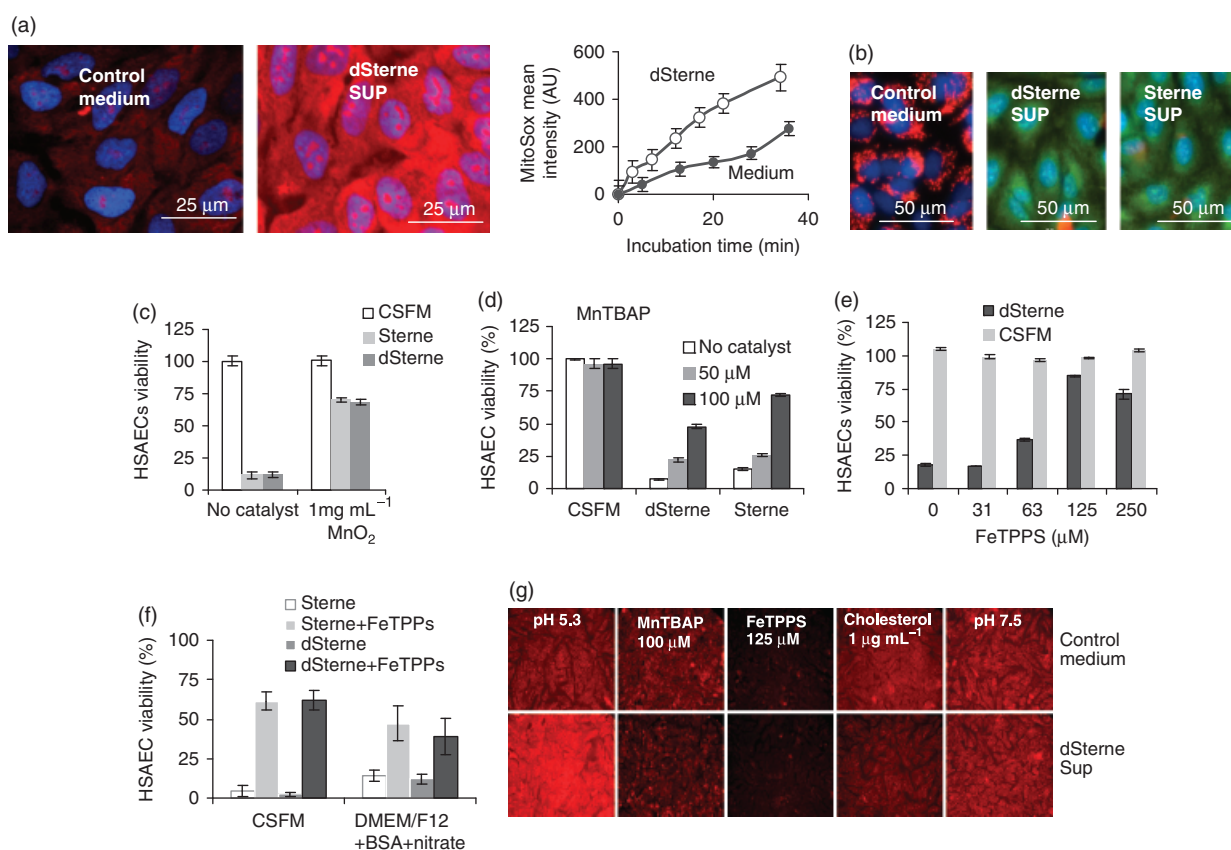 (a)
Control
medium
25 µm
dSterne
SUP
25 µm
600
400
200
0
MitoSox mean
intensity (AU)
dSterne
Medium
0
20
40
Incubation time (min)
(b)
Control
medium
50 µm
dSterne
SUP
50 µm
Sterne
SUP
50 µm
(c)
CSFM
Sterne
dSterne
125
100
75
50
25
0
HSAECs viability
No catalyst
1mg mL⁻¹
MnO₂
(d)
MnTBAP
No catalyst
50 µM
100 µM
125
100
75
50
25
0
HSAEC viability (%)
CSFM
dSterne
Sterne
(e)
dSterne
CSFM
125
100
75
50
25
0
HSAECs viability (%)
0
31
63
125
250
FeTPPS (µM)
(f)
Sterne
Sterne+FeTPPs
dSterne
dSterne+FeTPPs
100
75
50
25
0
HSAEC viability (%)
CSFM
DMEM/F12
+BSA+nitrate
(g)
pH 5.3
MnTBAP
100 µM
FeTPPS
125 µM
Cholesterol
1 µg mL⁻¹
pH 7.5
Control
medium
dSterne
Sup